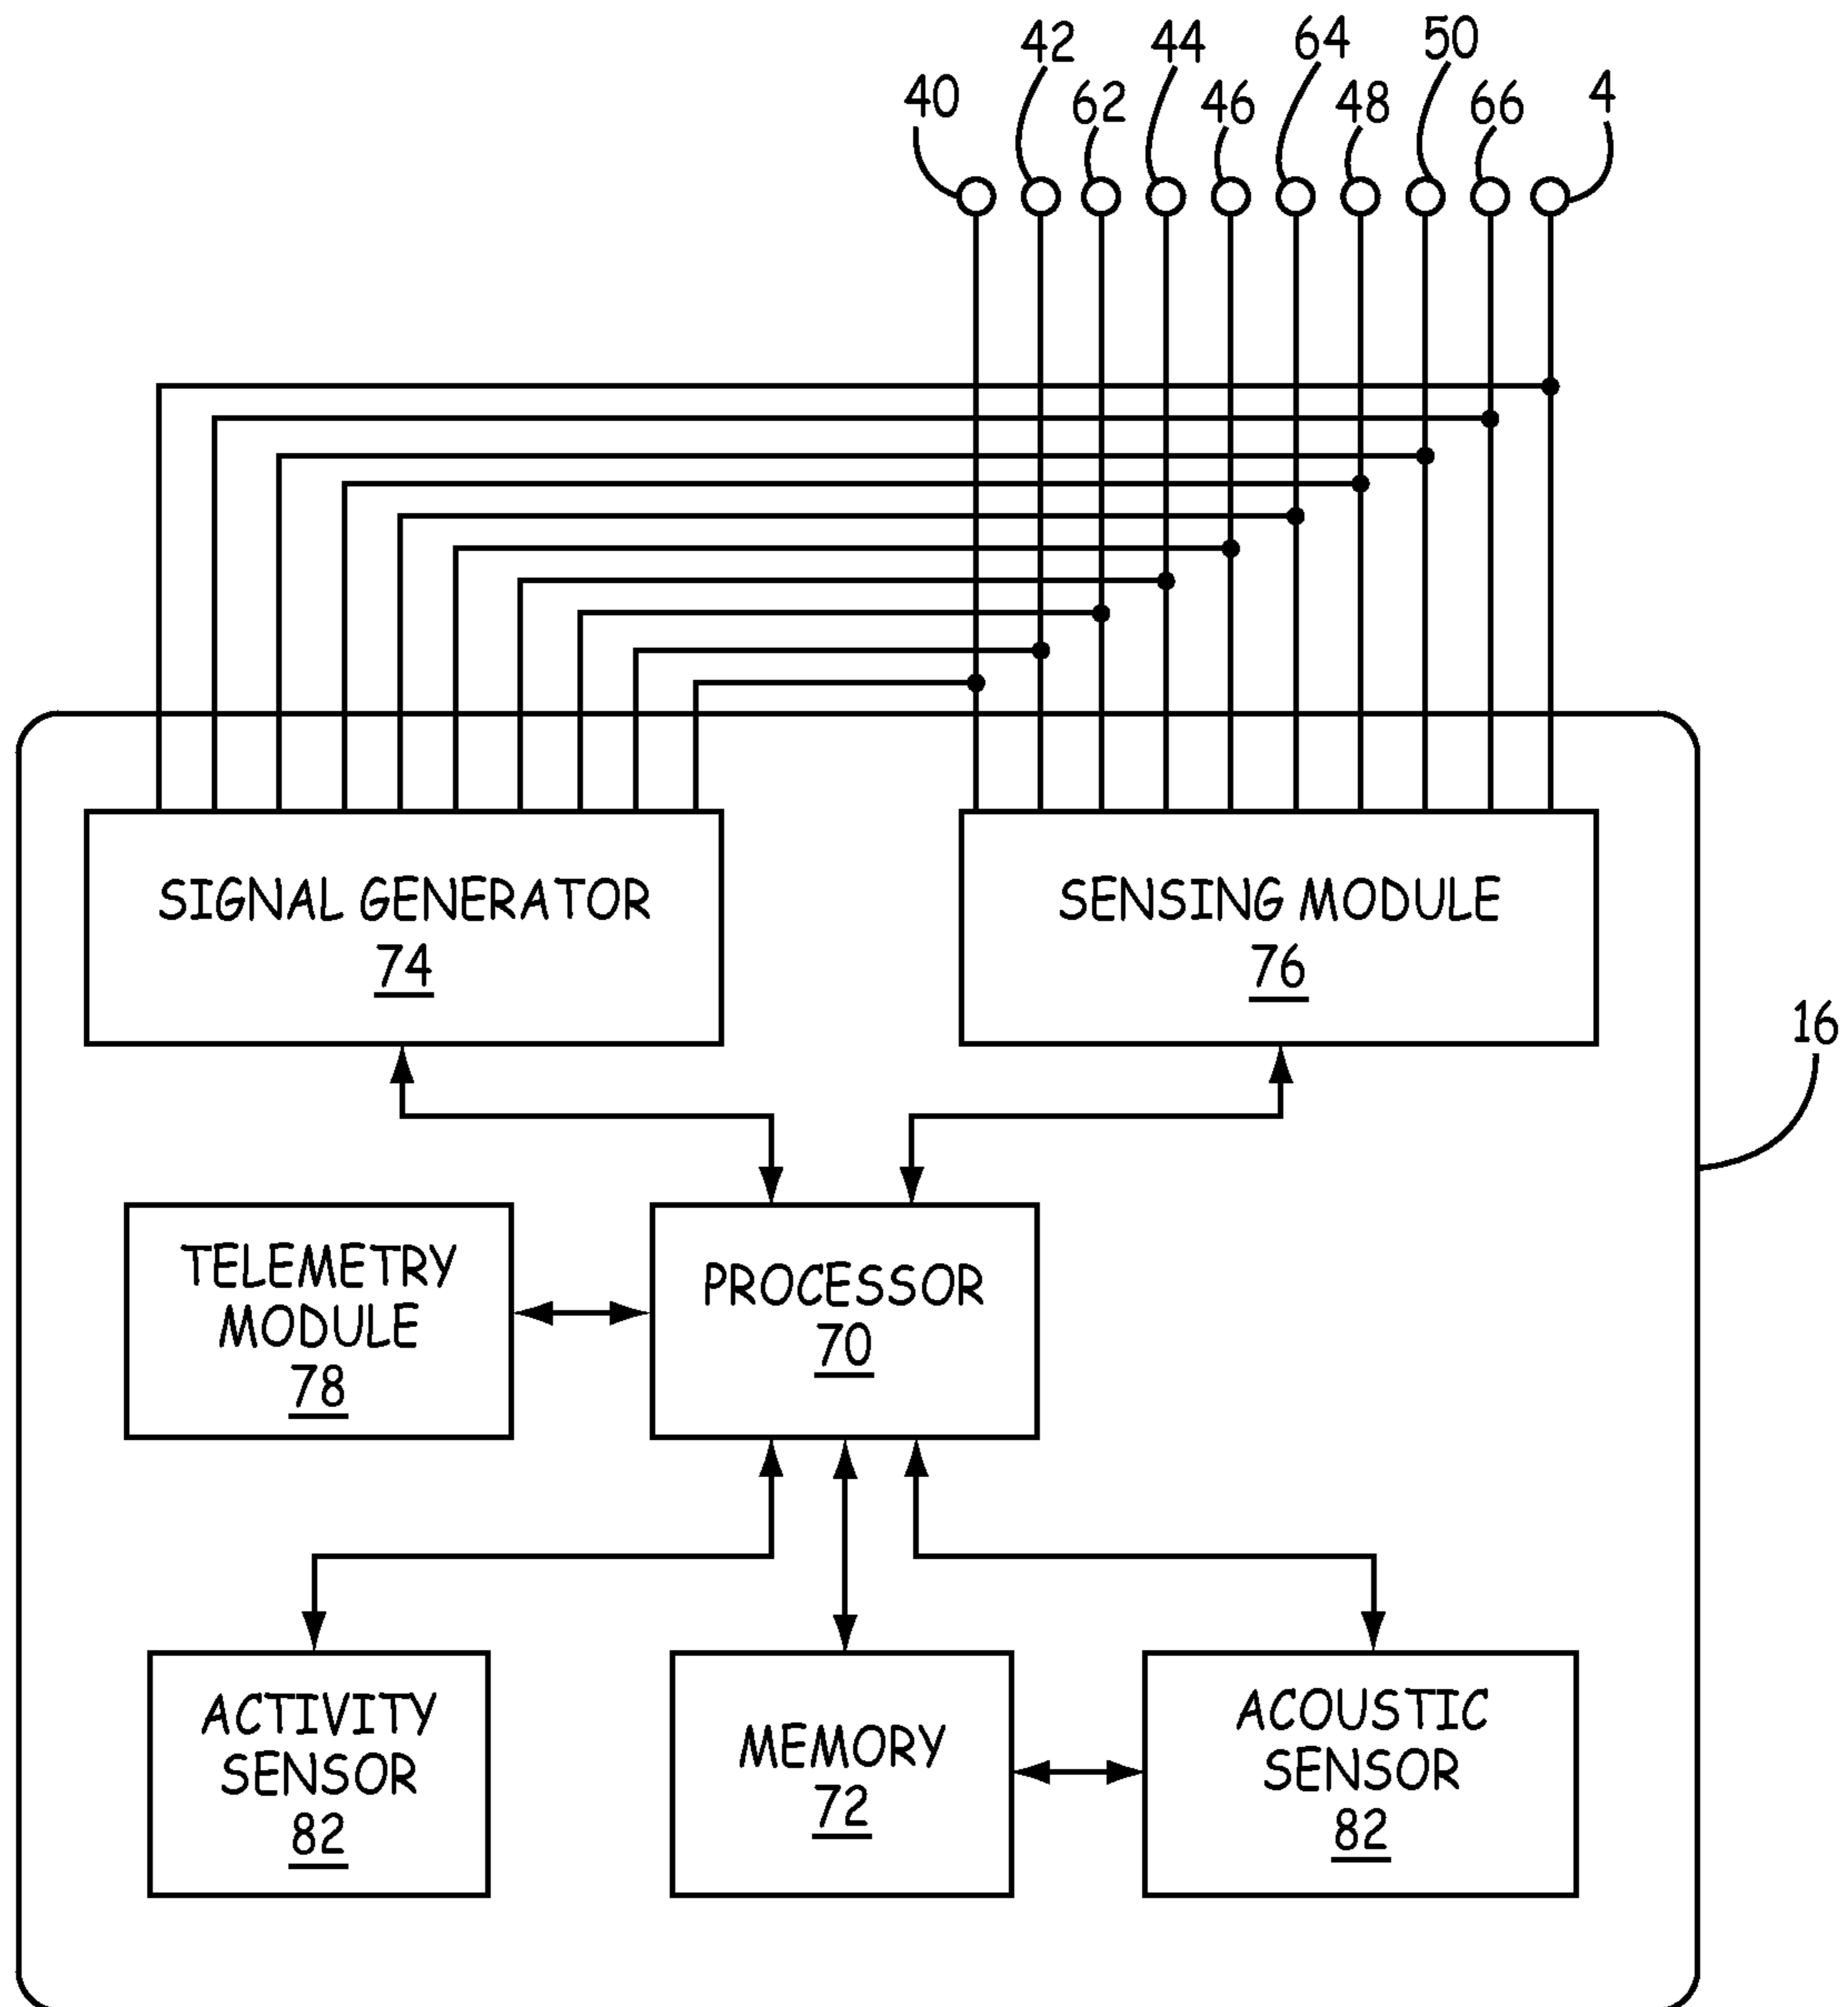 42 44 64 50
40 62 46 48 66 4
SIGNAL GENERATOR
74
SENSING MODULE
76
16
TELEMETRY
MODULE
78
PROCESSOR
70
ACTIVITY
SENSOR
82
MEMORY
72
ACOUSTIC
SENSOR
82